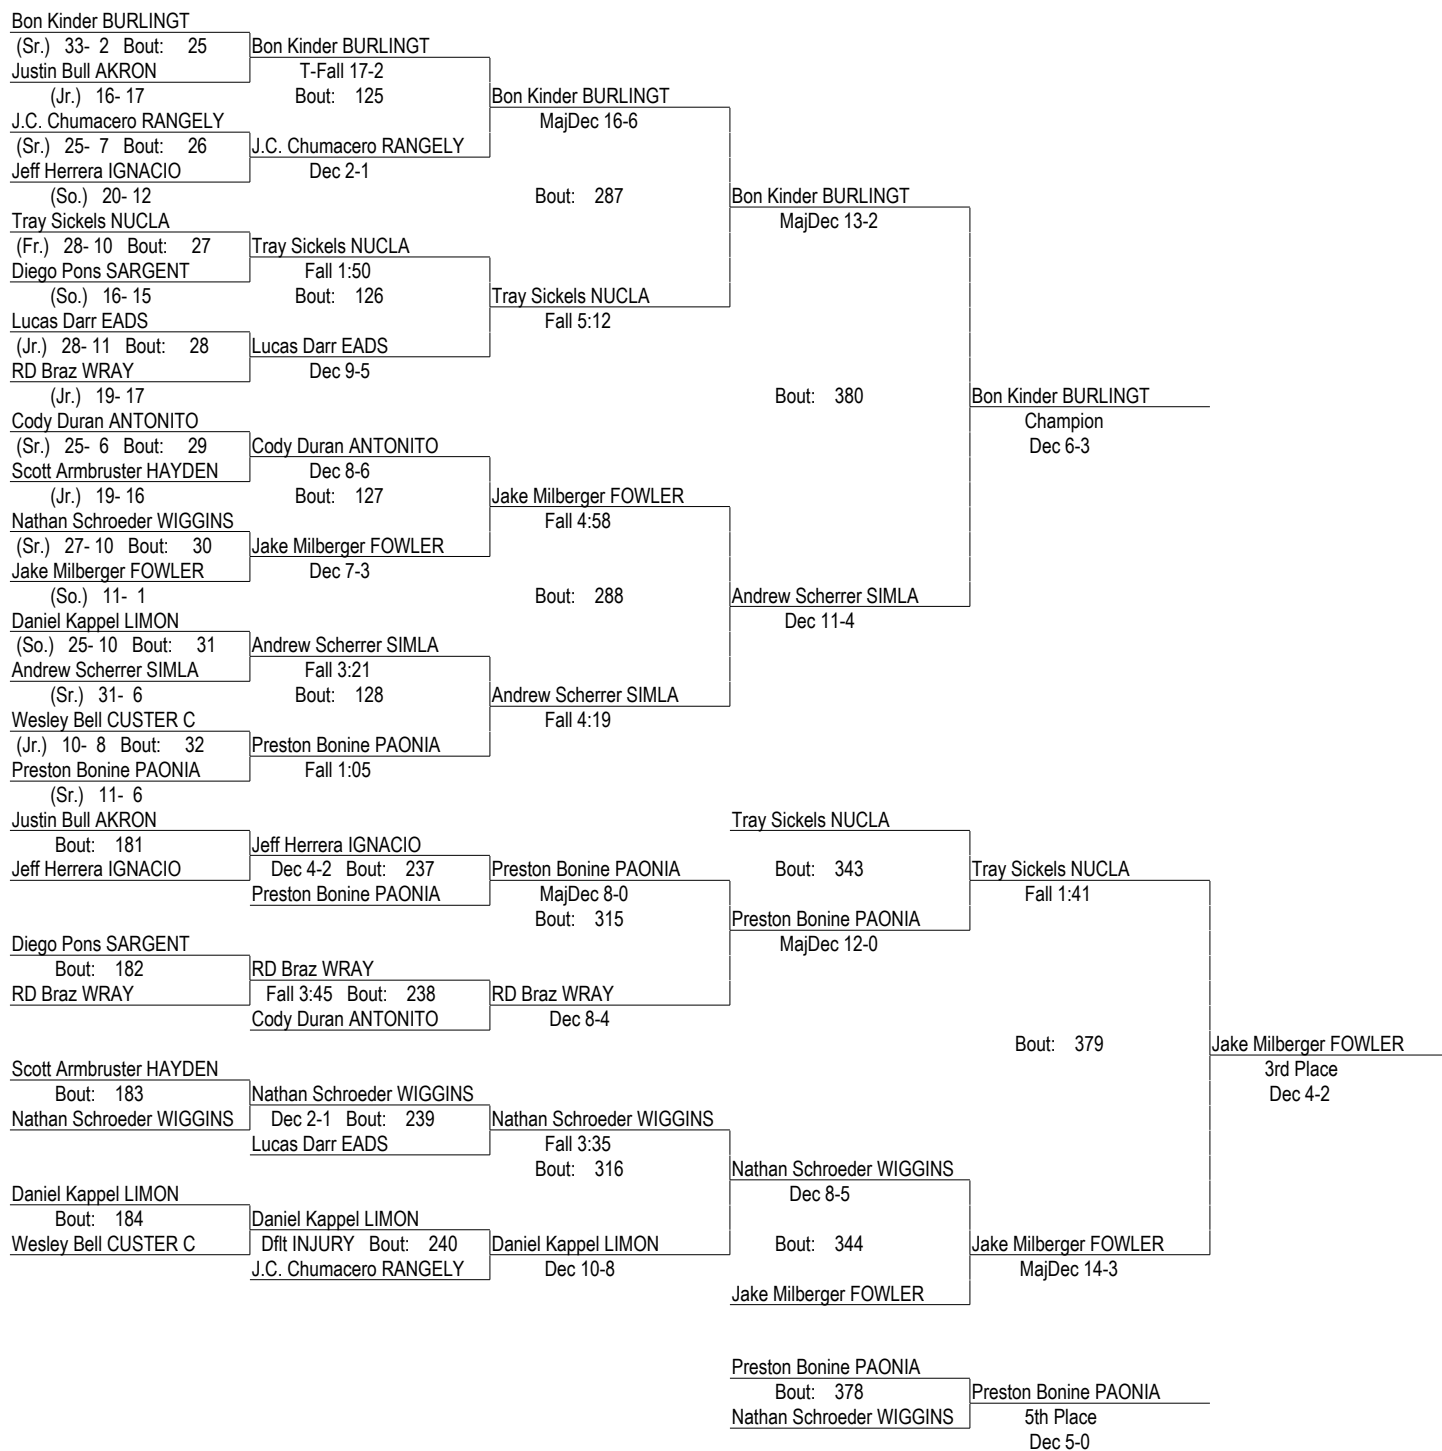 Bon Kinder BURLINGT
(Sr.) 33- 2 Bout: 25 Bon Kinder BURLINGT
Justin Bull AKRON T-Fall 17-2
(Jr.) 16- 17 Bout: 125 Bon Kinder BURLINGT
J.C. Chumacero RANGELY MajDec 16-6
(Sr.) 25- 7 Bout: 26 J.C. Chumacero RANGELY
Jeff Herrera IGNACIO Dec 2-1
(So.) 20- 12 Bout: 287 Bon Kinder BURLINGT
Tray Sickels NUCLA MajDec 13-2
(Fr.) 28- 10 Bout: 27 Tray Sickels NUCLA
Diego Pons SARGENT Fall 1:50
(So.) 16- 15 Bout: 126 Tray Sickels NUCLA
Lucas Darr EADS Fall 5:12
(Jr.) 28- 11 Bout: 28 Lucas Darr EADS
RD Braz WRAY Dec 9-5
(Jr.) 19- 17 Bout: 380 Bon Kinder BURLINGT
Cody Duran ANTONITO Champion
(Sr.) 25- 6 Bout: 29 Cody Duran ANTONITO Dec 6-3
Scott Armbruster HAYDEN Dec 8-6
(Jr.) 19- 16 Bout: 127 Jake Milberger FOWLER
Nathan Schroeder WIGGINS Fall 4:58
(Sr.) 27- 10 Bout: 30 Jake Milberger FOWLER
Jake Milberger FOWLER Dec 7-3
(So.) 11- 1 Bout: 288 Andrew Scherrer SIMLA
Daniel Kappel LIMON Dec 11-4
(So.) 25- 10 Bout: 31 Andrew Scherrer SIMLA
Andrew Scherrer SIMLA Fall 3:21
(Sr.) 31- 6 Bout: 128 Andrew Scherrer SIMLA
Wesley Bell CUSTER C Fall 4:19
(Jr.) 10- 8 Bout: 32 Preston Bonine PAONIA
Preston Bonine PAONIA Fall 1:05
(Sr.) 11- 6
Justin Bull AKRON Tray Sickels NUCLA
Bout: 181 Jeff Herrera IGNACIO
Jeff Herrera IGNACIO Dec 4-2 Bout: 237 Preston Bonine PAONIA Bout: 343 Tray Sickels NUCLA
Preston Bonine PAONIA MajDec 8-0 Fall 1:41
Bout: 315 Preston Bonine PAONIA
Diego Pons SARGENT MajDec 12-0
Bout: 182 RD Braz WRAY
RD Braz WRAY Fall 3:45 Bout: 238 RD Braz WRAY
Cody Duran ANTONITO Dec 8-4
Bout: 379 Jake Milberger FOWLER
Scott Armbruster HAYDEN 3rd Place
Bout: 183 Nathan Schroeder WIGGINS Dec 4-2
Nathan Schroeder WIGGINS Dec 2-1 Bout: 239 Nathan Schroeder WIGGINS
Lucas Darr EADS Fall 3:35
Bout: 316 Nathan Schroeder WIGGINS
Daniel Kappel LIMON Dec 8-5
Bout: 184 Daniel Kappel LIMON
Wesley Bell CUSTER C Dflt INJURY Bout: 240 Daniel Kappel LIMON Bout: 344 Jake Milberger FOWLER
J.C. Chumacero RANGELY Dec 10-8 MajDec 14-3
Jake Milberger FOWLER
Preston Bonine PAONIA
Bout: 378 Preston Bonine PAONIA
Nathan Schroeder WIGGINS 5th Place
Dec 5-0